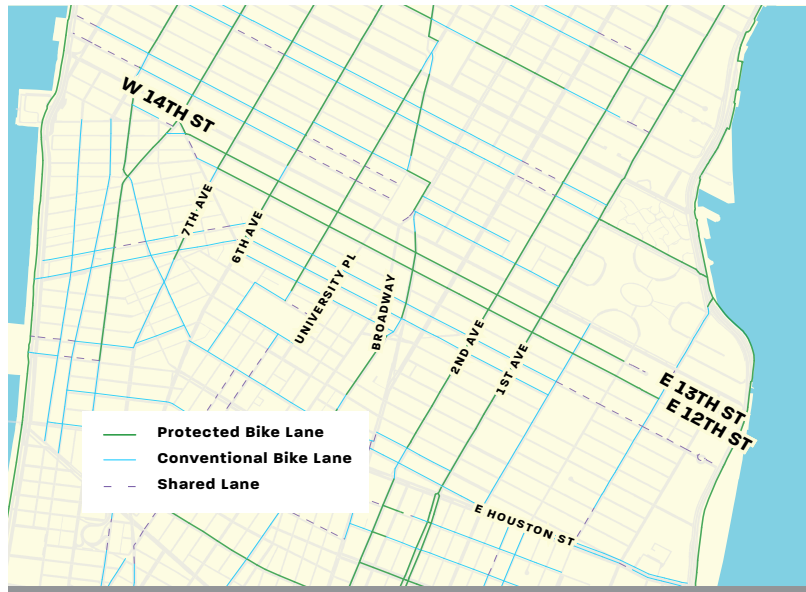 W 14TH ST
7TH AVE
6TH AVE
UNIVERSITY PL
BROADWAY
2ND AVE
1ST AVE
E 13TH ST
E 12TH ST
Protected Bike Lane
Conventional Bike Lane
Shared Lane
E HOUSTON ST